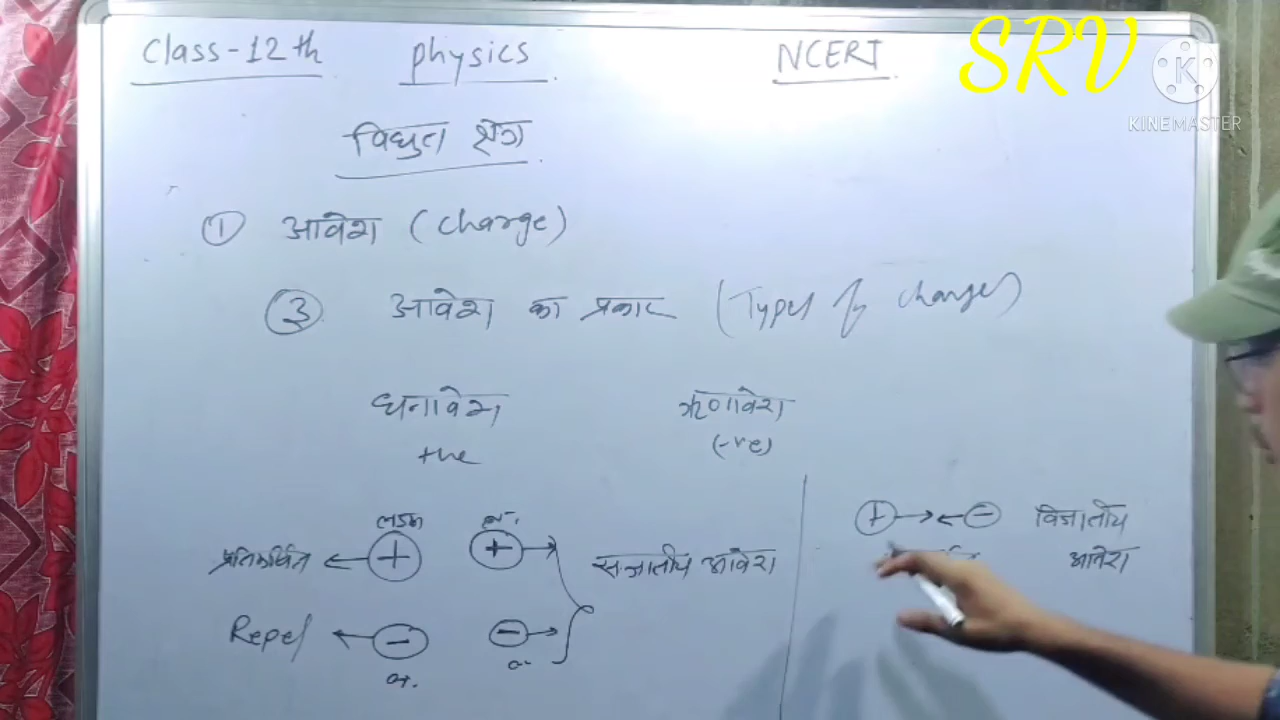 Class-12th physics NCERT
SRV
KINEMASTER
विधुत क्षेत्र
① आवेश (charge)
③ आवेश का प्रकार (Types of charges)
धनावेश ऋणावेश
+ve (-ve)
+ - विजातीय
प्रतिकर्षित + + सजातीय आवेश आवेश
Repel - -